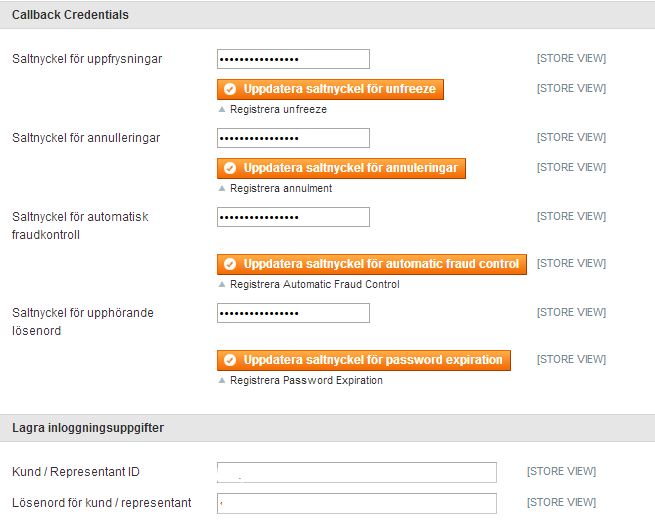 Callback Credentials
Saltnyckel för uppfrysningar •••••••••••••••• [STORE VIEW]
Uppdatera saltnyckel för unfreeze [STORE VIEW]
Registrera unfreeze
Saltnyckel för annulleringar •••••••••••••••• [STORE VIEW]
Uppdatera saltnyckel för annuleringar [STORE VIEW]
Registrera annulment
Saltnyckel för automatisk •••••••••••••••• [STORE VIEW]
fraudkontroll
Uppdatera saltnyckel för automatic fraud control [STORE VIEW]
Registrera Automatic Fraud Control
Saltnyckel för upphörande •••••••••••••••• [STORE VIEW]
lösenord
Uppdatera saltnyckel för password expiration [STORE VIEW]
Registrera Password Expiration
Lagra inloggningsuppgifter
Kund / Representant ID [STORE VIEW]
Lösenord för kund / representant [STORE VIEW]